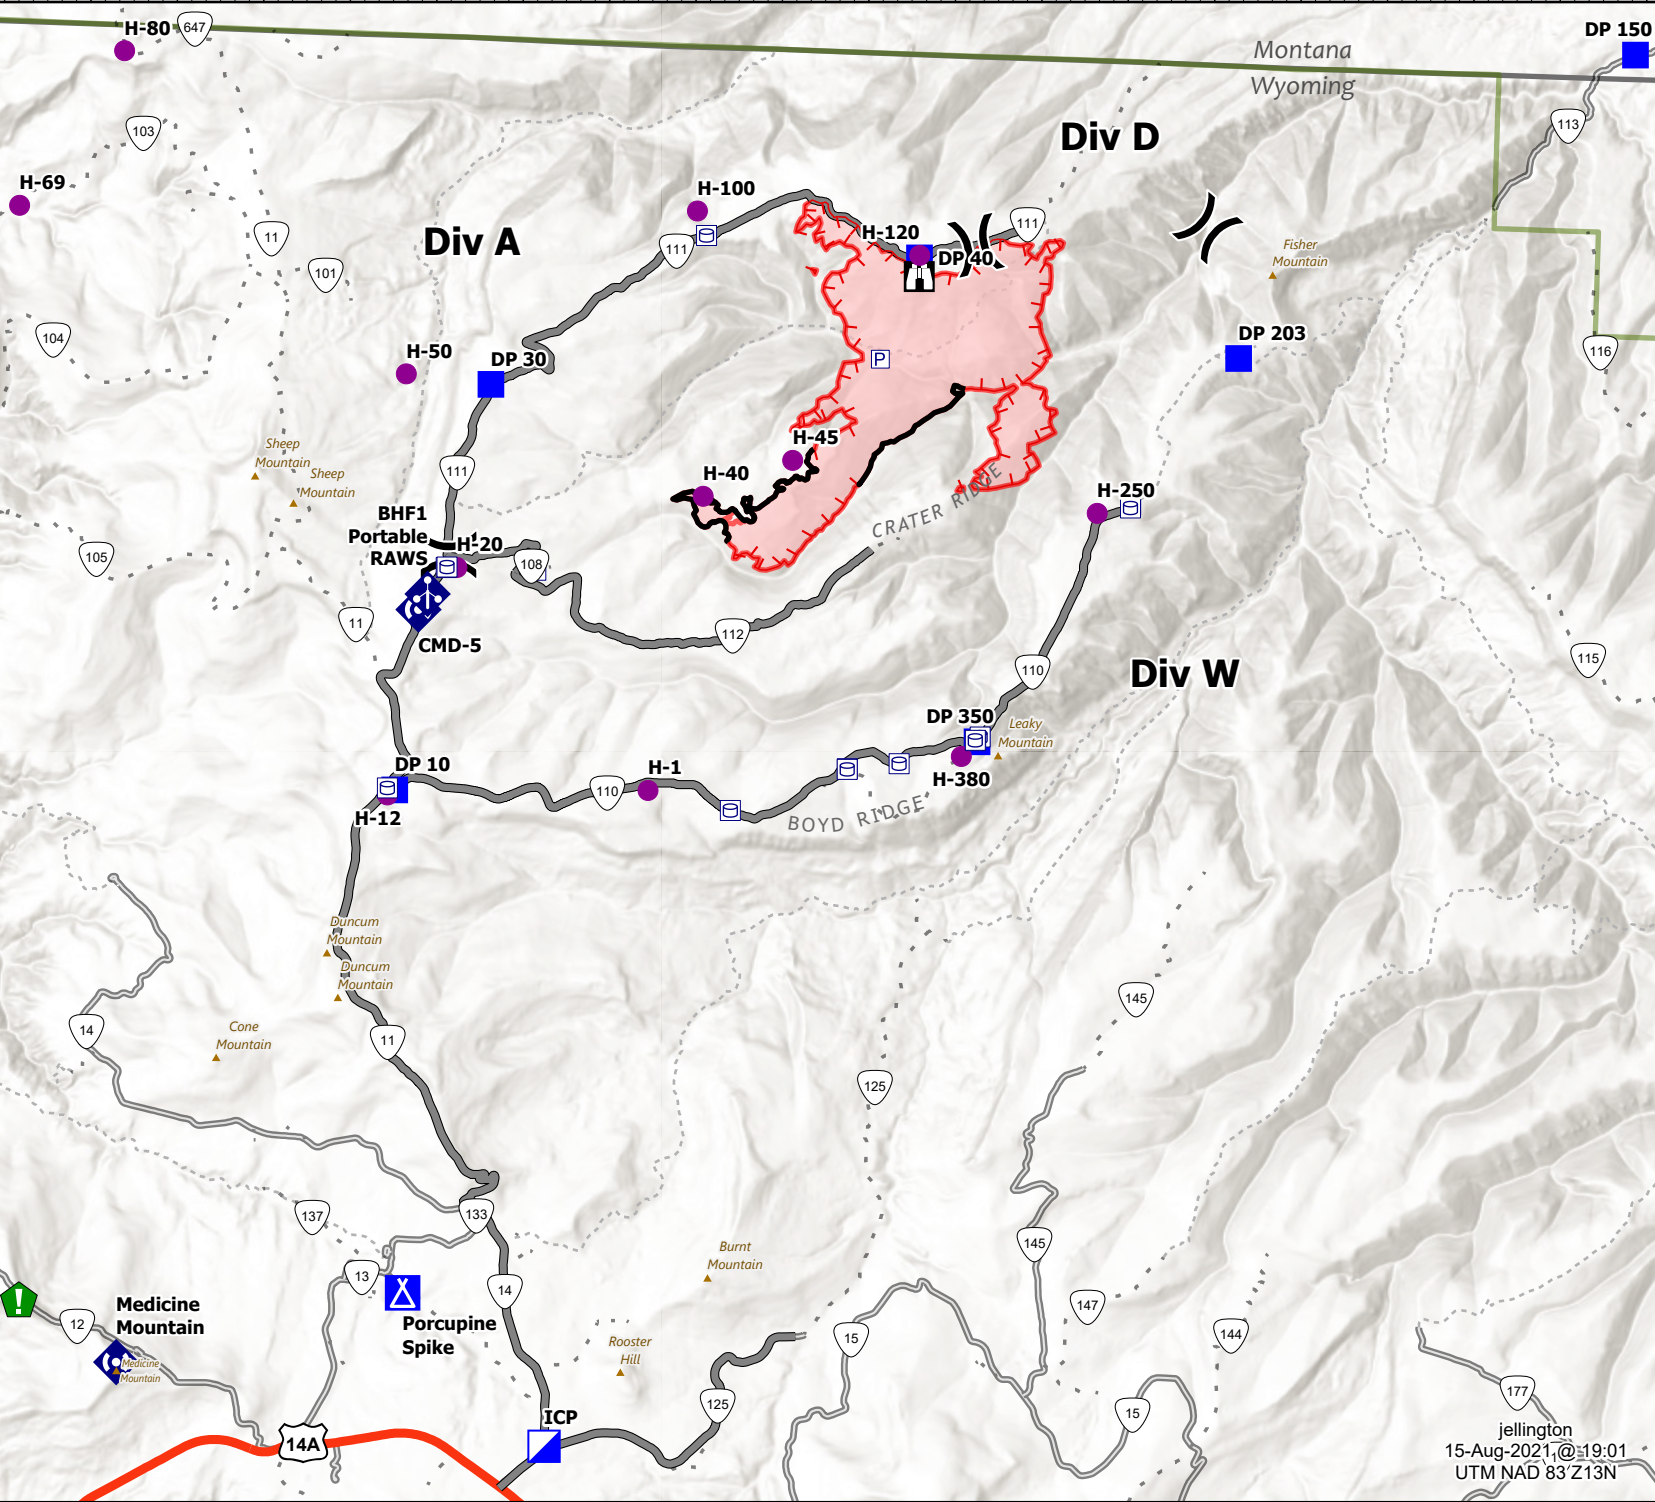 H-80
647
DP 150
Montana
Wyoming
113
103
Div D
H-69
H-100
11
Div A
111
H-120
111
DP 40
Fisher
Mountain
101
104
DP 203
116
H-50
DP 30
P
Sheep
Mountain
Sheep
Mountain
111
H-45
H-40
CRATER RIDGE
H-250
BHF1
Portable
RAWS
H-20
105
108
11
112
CMD-5
115
110
Div W
DP 350
Leaky
Mountain
H-380
DP 10
H-1
110
H-12
BOYD RIDGE
Duncum
Mountain
Duncum
Mountain
14
Cone
Mountain
11
145
125
137
133
145
Burnt
Mountain
13
14
147
Medicine
Mountain
12
Porcupine
Spike
Medicine
Mountain
Rooster
Hill
15
144
177
125
15
ICP
14A
jellington
15-Aug-2021 @ 19:01
UTM NAD 83 Z13N